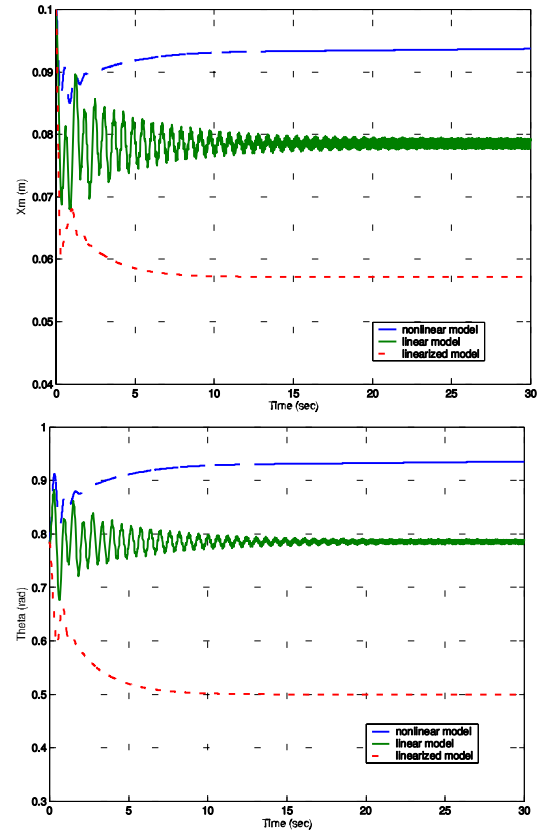 0.1
0.09
0.08
0.07
0.06
0.05
0.04
Xm (m)
0 5 10 15 20 25 30
Time (sec)
nonlinear model
linear model
linearized model
1
0.9
0.8
0.7
0.6
0.5
0.4
0.3
Theta (rad)
0 5 10 15 20 25 30
Time (sec)
nonlinear model
linear model
linearized model